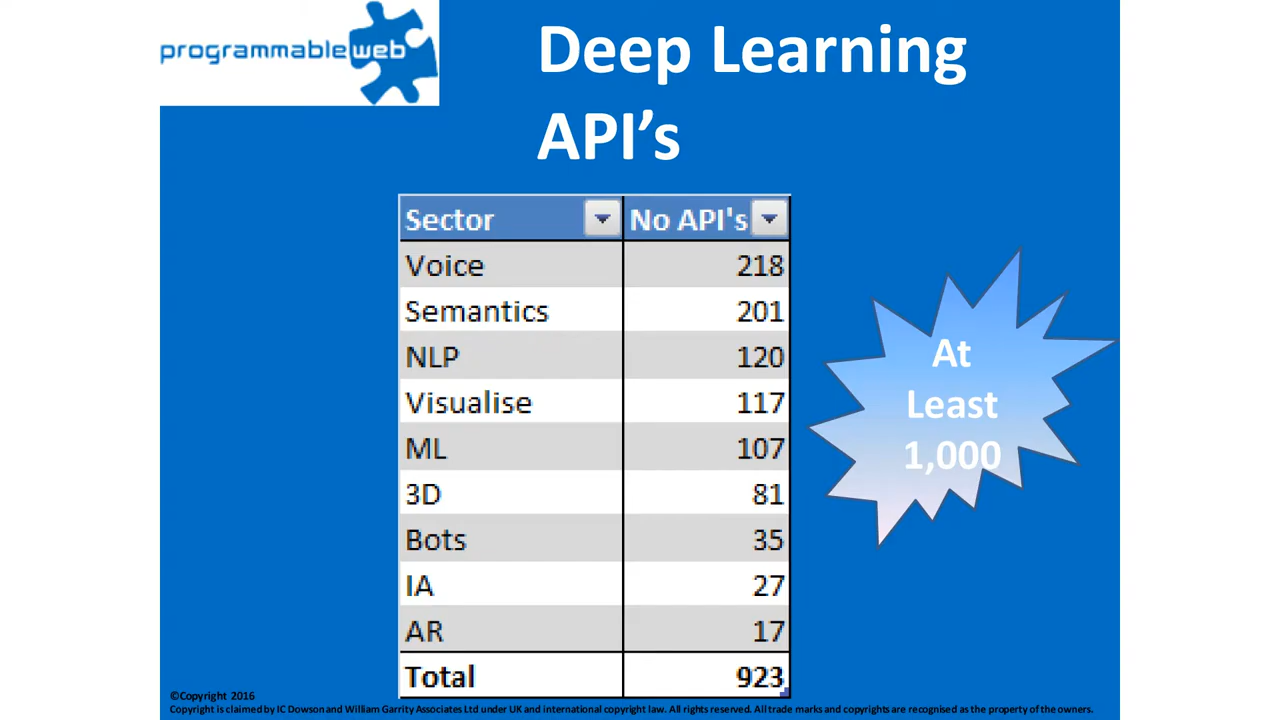 programmableweb
Deep Learning
API’s
Sector No API's
Voice 218
Semantics 201
NLP 120
Visualise 117
ML 107
3D 81
Bots 35
IA 27
AR 17
Total 923
At
Least
1,000
©Copyright 2016
Copyright is claimed by IC Dowson and William Garrity Associates Ltd under UK and international copyright law. All rights reserved. All trade marks and copyrights are recognised as the property of the owners.